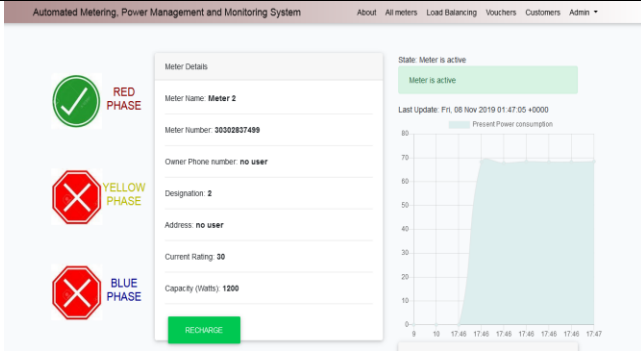 Automated Metering, Power Management and Monitoring System
About All meters Load Balancing Vouchers Customers Admin
RED
PHASE
YELLOW
PHASE
BLUE
PHASE
Meter Details
Meter Name: Meter 2
Meter Number: 30302837499
Owner Phone number: no user
Designation: 2
Address: no user
Current Rating: 30
Capacity (Watts): 1200
RECHARGE
State: Meter is active
Meter is active
Last Update: Fri, 08 Nov 2019 01:47:05 +0000
Present Power consumption
80
70
60
50
40
30
20
10
0
9 10 17:46 17:46 17:46 17:46 17:46 17:46 17:47